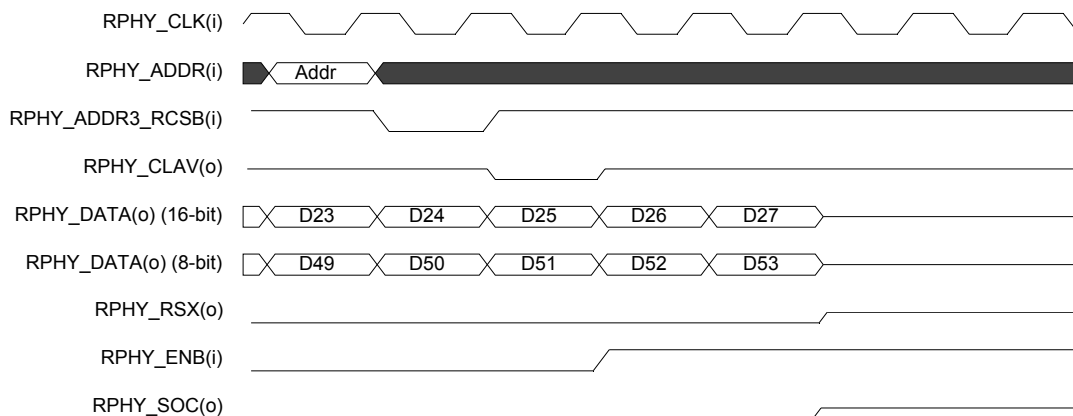 RPHY_CLK(i)
RPHY_ADDR(i) Addr
RPHY_ADDR3_RCSB(i)
RPHY_CLAV(o)
RPHY_DATA(o) (16-bit) D23 D24 D25 D26 D27
RPHY_DATA(o) (8-bit) D49 D50 D51 D52 D53
RPHY_RSX(o)
RPHY_ENB(i)
RPHY_SOC(o)